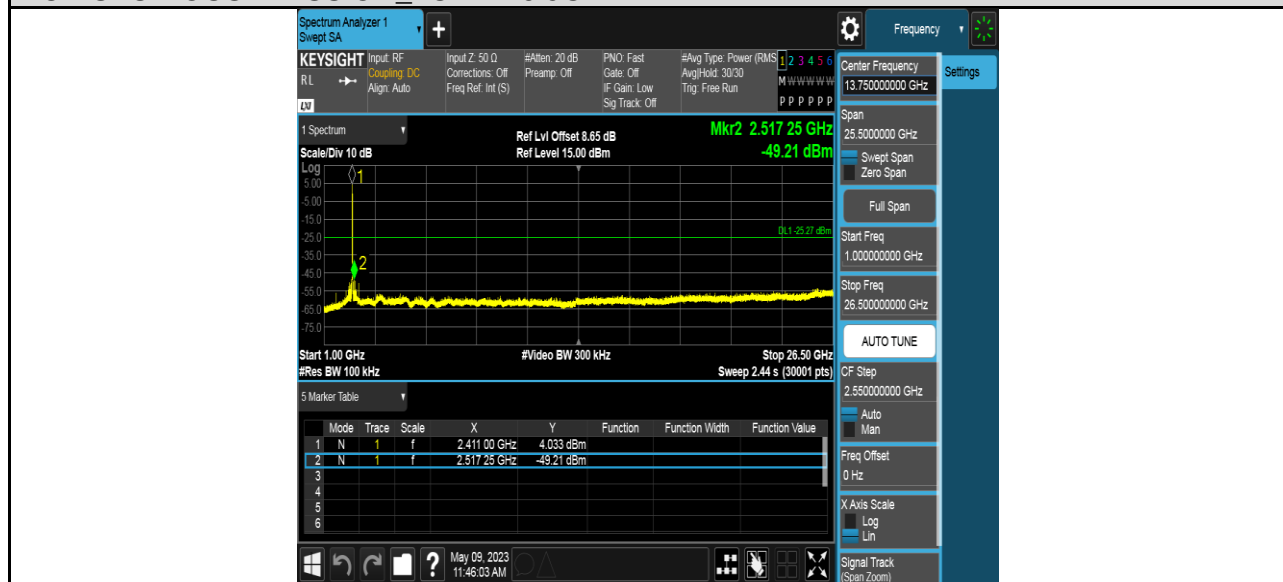 Spectrum Analyzer 1
Swept SA
Frequency
KEYSIGHT
Input: RF
Coupling: DC
Align: Auto
Input Z: 50 Ω
Corrections: Off
Freq Ref: Int (S)
#Atten: 20 dB
Preamp: Off
PNO: Fast
Gate: Off
IF Gain: Low
Sig Track: Off
#Avg Type: Power (RMS
Avg|Hold: 30/30
Trig: Free Run
1 2 3 4 5 6
M W W W W W
P P P P P P
R L
LXI
Center Frequency
13.750000000 GHz
Settings
1 Spectrum
Ref Lvl Offset 8.65 dB
Mkr2 2.517 25 GHz
Scale/Div 10 dB
Ref Level 15.00 dBm
-49.21 dBm
Log
5.00
-5.00
-15.0
-25.0
-35.0
-45.0
-55.0
-65.0
-75.0
1
2
DL1 -25.27 dBm
Start 1.00 GHz
#Video BW 300 kHz
Stop 26.50 GHz
#Res BW 100 kHz
Sweep 2.44 s (30001 pts)
Span
25.5000000 GHz
Swept Span
Zero Span
Full Span
Start Freq
1.000000000 GHz
Stop Freq
26.500000000 GHz
AUTO TUNE
CF Step
2.550000000 GHz
Auto
Man
Freq Offset
0 Hz
X Axis Scale
Log
Lin
Signal Track
(Span Zoom)
5 Marker Table
Mode Trace Scale X Y Function Function Width Function Value
1 N 1 f 2.411 00 GHz 4.033 dBm
2 N 1 f 2.517 25 GHz -49.21 dBm
3
4
5
6
?
May 09, 2023
11:46:03 AM